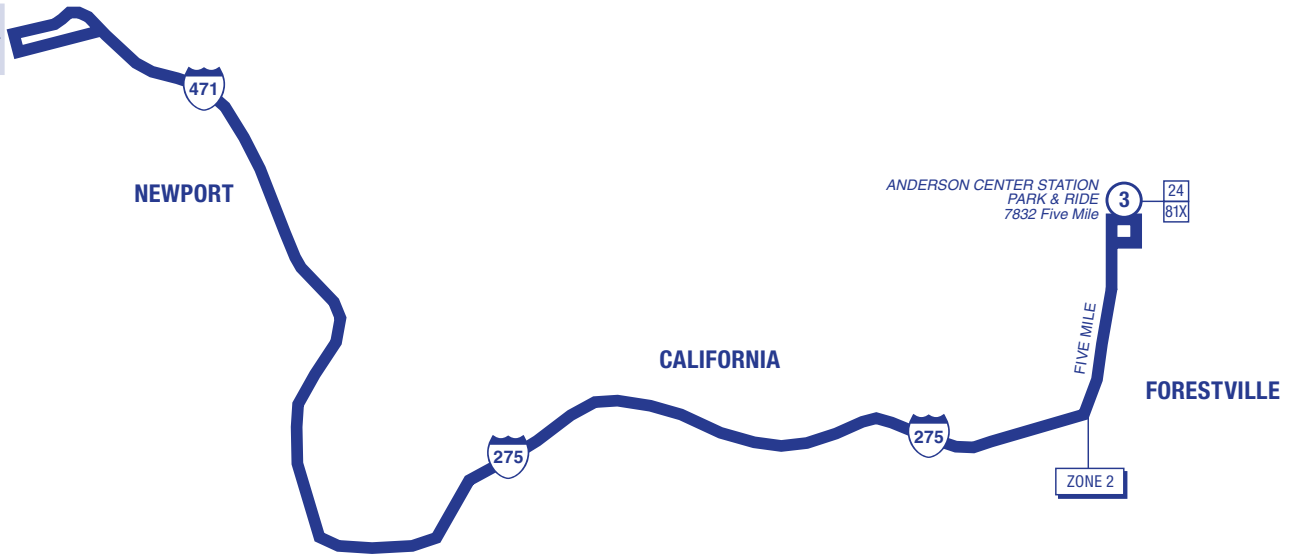 471
NEWPORT
ANDERSON CENTER STATION
PARK & RIDE
7832 Five Mile
3
24
81X
FIVE MILE
CALIFORNIA
FORESTVILLE
275
275
ZONE 2